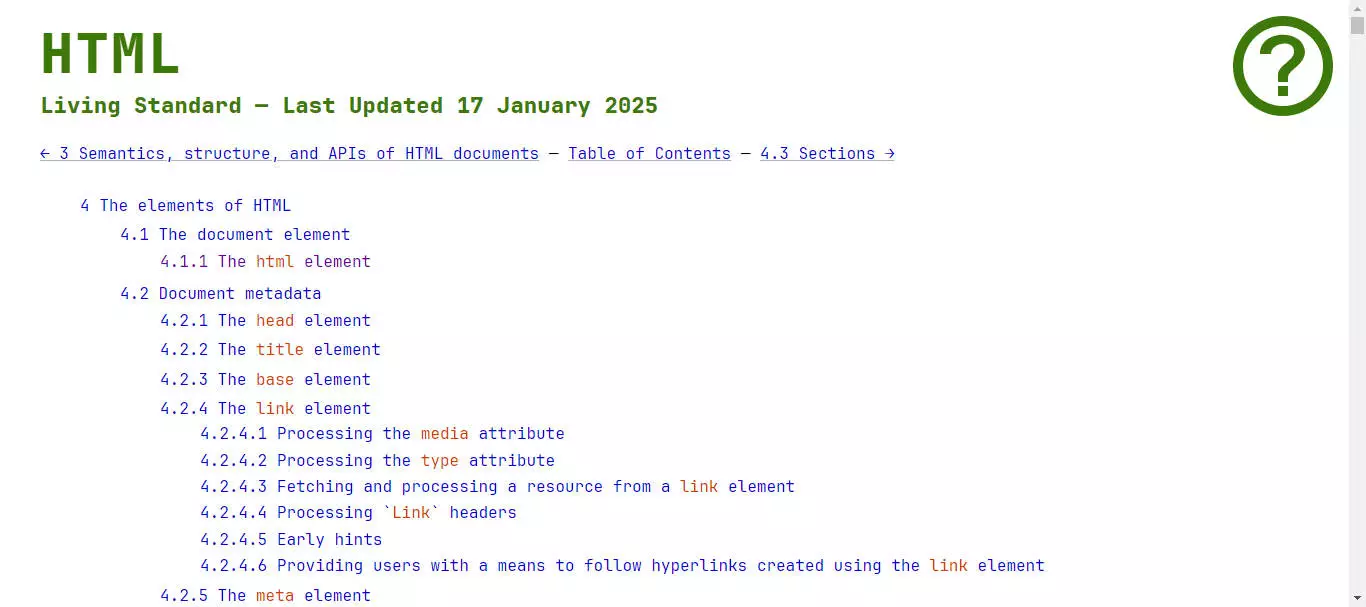 HTML
Living Standard — Last Updated 17 January 2025
← 3 Semantics, structure, and APIs of HTML documents — Table of Contents — 4.3 Sections →
4 The elements of HTML
4.1 The document element
4.1.1 The html element
4.2 Document metadata
4.2.1 The head element
4.2.2 The title element
4.2.3 The base element
4.2.4 The link element
4.2.4.1 Processing the media attribute
4.2.4.2 Processing the type attribute
4.2.4.3 Fetching and processing a resource from a link element
4.2.4.4 Processing `Link` headers
4.2.4.5 Early hints
4.2.4.6 Providing users with a means to follow hyperlinks created using the link element
4.2.5 The meta element